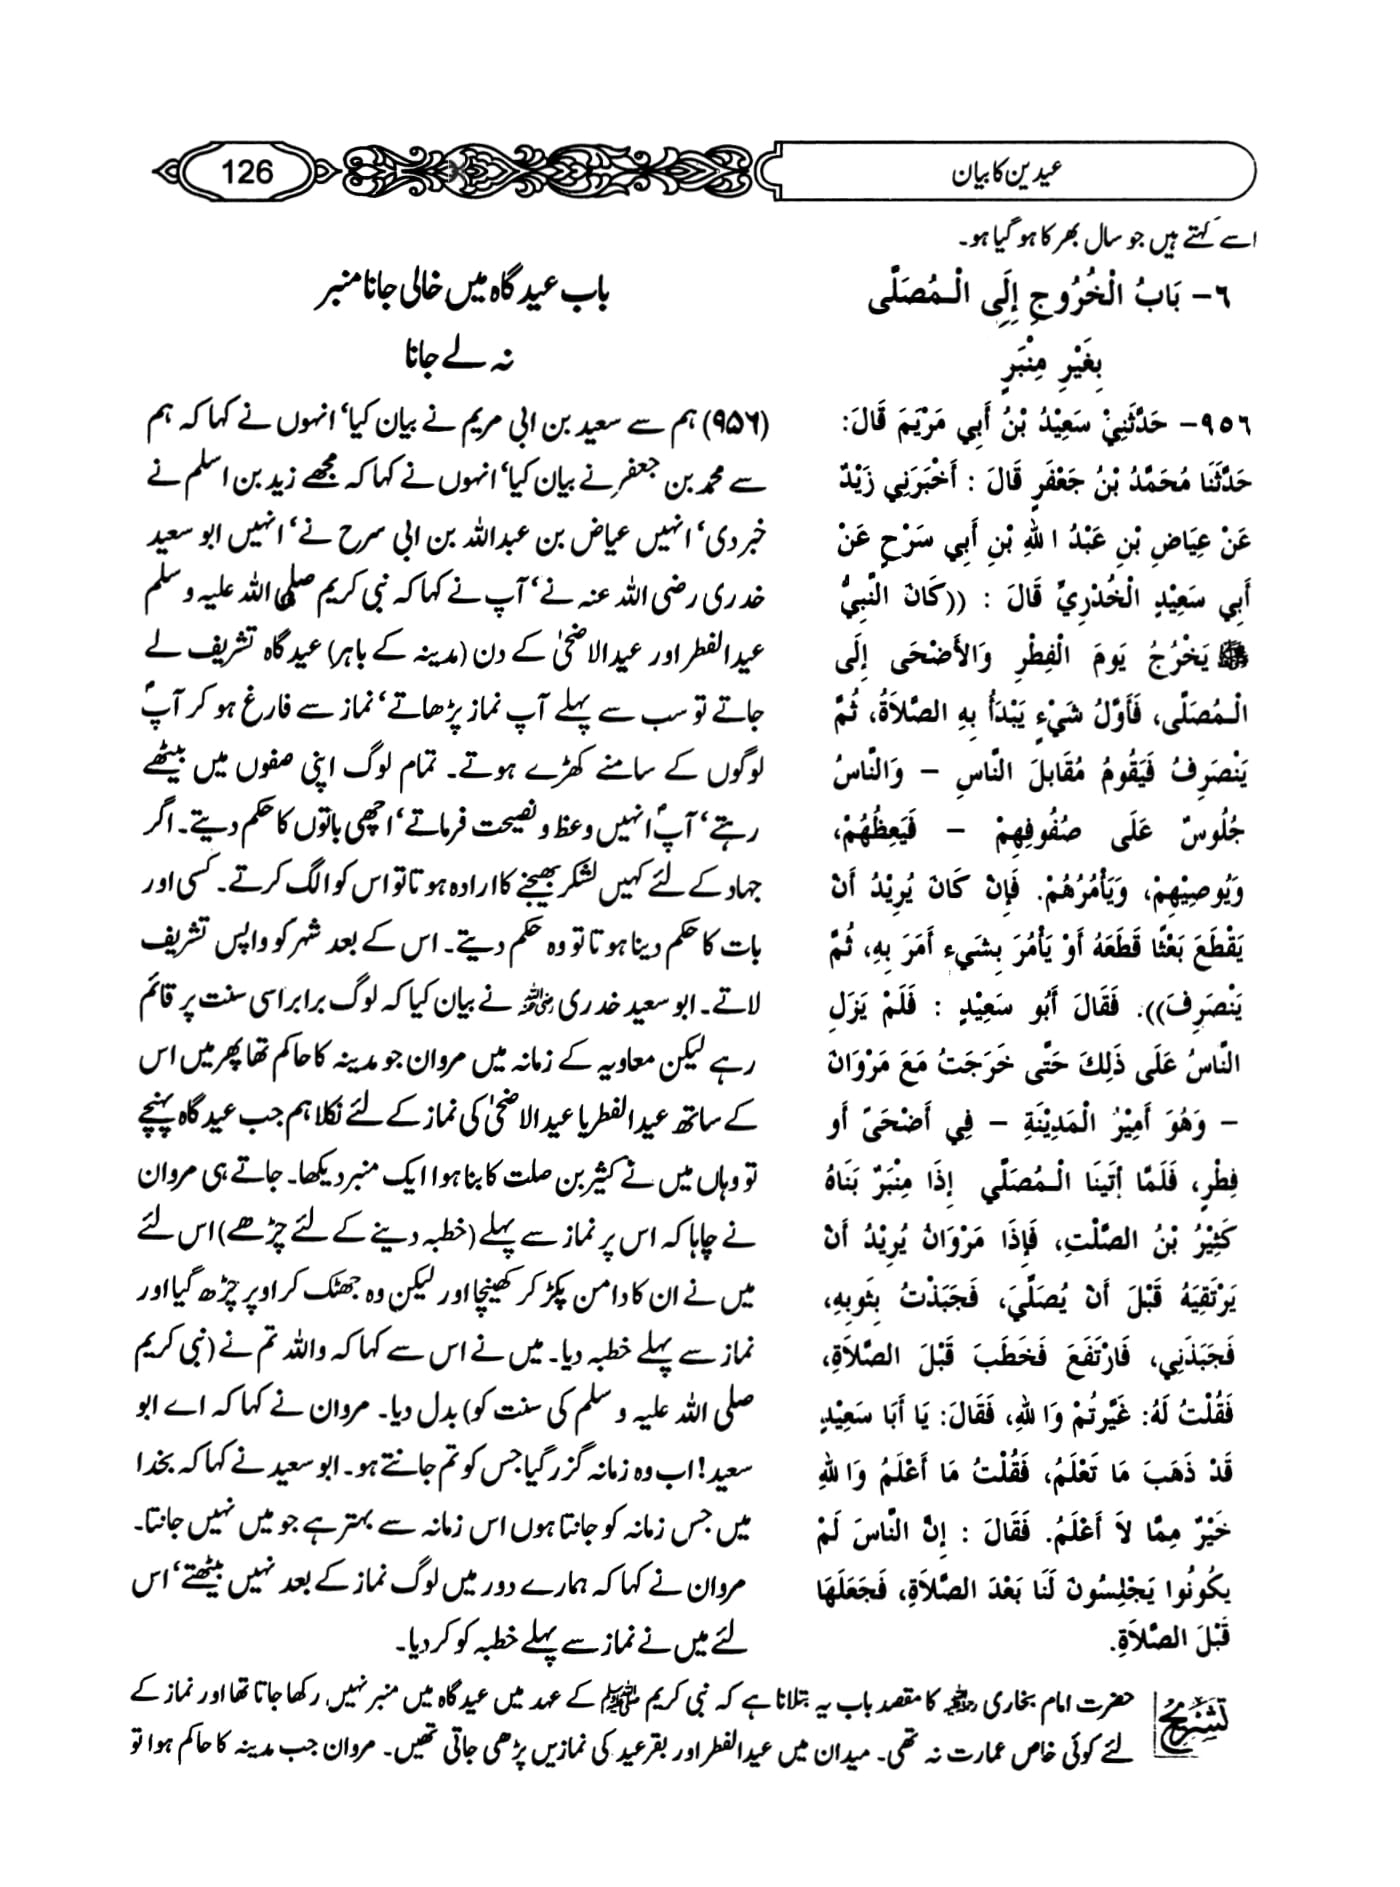 عیدین کا بیان
126
اسے کہتے ہیں جو سال بھر کا ہو گیا ہو۔
٦- بَابُ الْخُرُوجِ إِلَى الْـمُصَلَّى
بِغَيْرِ مِنْبَرٍ
٩٥٦- حَدَّثَنِيْ سَعِيْدُ بْنُ أَبِي مَرْيَمَ قَالَ:
حَدَّثَنَا مُحَمَّدُ بْنُ جَعْفَرٍ قَالَ : أَخْبَرَنِي زَيْدٌ
عَنْ عِيَاضِ بْنِ عَبْدُ اللهِ بْنِ أَبِي سَرْحٍ عَنْ
أَبِي سَعِيْدٍ الْخُدْرِيِّ قَالَ : ((كَانَ النَّبِيُّ
ﷺ يَخْرُجُ يَومَ الْفِطْرِ وَالأَضْحَى إِلَى
الْـمُصَلَّى، فَأَوَّلُ شَيْءٍ يَبْدَأُ بِهِ الصَّلاَةُ، ثُمَّ
يَنْصَرِفُ فَيَقُومُ مُقَابِلَ النَّاسِ – وَالنَّاسُ
جُلُوسٌ عَلَى صُفُوفِهِمْ – فَيَعِظُهُمْ،
وَيُوصِيْهِمْ، وَيَأْمُرُهُمْ. فَإِنْ كَانَ يُرِيْدُ أَنْ
يَقْطَعَ بَعْثًا قَطَعَهُ أَوْ يَأْمُرَ بِشَيءٍ أَمَرَ بِهِ، ثُمَّ
يَنْصَرِفَ)). فَقَالَ أَبُو سَعِيْدٍ : فَلَمْ يَزَلِ
النَّاسُ عَلَى ذَلِكَ حَتَّى خَرَجَتُ مَعَ مَرْوَانَ
– وَهُوَ أَمِيْرُ الْمَدِيْنَةِ – فِي أَضْحَىً أَو
فِطْرٍ، فَلَمَّا أَتَينَا الْـمُصَلَّي إِذَا مِنْبَرٌ بَنَاهُ
كَثِيْرُ بْنُ الصَّلْتِ، فَإِذَا مَرْوَانُ يُرِيْدُ أَنْ
يَرْتَقِيَهُ قَبْلَ أَنْ يُصَلِّيَ، فَجَبَذْتُ بِثَوبِهِ،
فَجَبَذَنِي، فَارْتَفَعَ فَخَطَبَ قَبْلَ الصَّلاَةِ،
فَقُلْتُ لَهُ: غَيَّرتُمْ وَاللهِ، فَقَالَ: يَا أَبَا سَعِيْدٍ
قَدْ ذَهَبَ مَا تَعْلَمُ، فَقُلْتُ مَا أَعْلَمُ وَاللهِ
خَيْرٌ مِمَّا لاَ أَعْلَمُ. فَقَالَ : إِنَّ النَّاسَ لَمْ
يَكُونُوا يَجْلِسُونَ لَنَا بَعْدَ الصَّلاَةِ، فَجَعَلَهَا
قَبْلَ الصَّلاَةِ.
باب عیدگاہ میں خالی جانا منبر
نہ لے جانا
(۹۵۶) ہم سے سعید بن ابی مریم نے بیان کیا‘ انہوں نے کہا کہ ہم
سے محمد بن جعفر نے بیان کیا‘ انہوں نے کہا کہ مجھے زید بن اسلم نے
خبر دی‘ انہیں عیاض بن عبداللہ بن ابی سرح نے‘ انہیں ابو سعید
خدری رضی اللہ عنہ نے‘ آپ نے کہا کہ نبی کریم صلی اللہ علیہ و سلم
عیدالفطر اور عیدالاضحیٰ کے دن (مدینہ کے باہر) عیدگاہ تشریف لے
جاتے تو سب سے پہلے آپ نماز پڑھاتے‘ نماز سے فارغ ہو کر آپؐ
لوگوں کے سامنے کھڑے ہوتے۔ تمام لوگ اپنی صفوں میں بیٹھے
رہتے‘ آپؐ انہیں وعظ و نصیحت فرماتے‘ اچھی باتوں کا حکم دیتے۔ اگر
جہاد کے لئے کہیں لشکر بھیجنے کا ارادہ ہوتا تو اس کو الگ کرتے۔ کسی اور
بات کا حکم دینا ہوتا تو وہ حکم دیتے۔ اس کے بعد شہر کو واپس تشریف
لاتے۔ ابو سعید خدری رضی اللہ عنہ نے بیان کیا کہ لوگ برابر اسی سنت پر قائم
رہے لیکن معاویہ کے زمانہ میں مروان جو مدینہ کا حاکم تھا پھر میں اس
کے ساتھ عیدالفطر یا عیدالاضحیٰ کی نماز کے لئے نکلا ہم جب عیدگاہ پہنچے
تو وہاں میں نے کثیر بن صلت کا بنا ہوا ایک منبر دیکھا۔ جاتے ہی مروان
نے چاہا کہ اس پر نماز سے پہلے (خطبہ دینے کے لئے چڑھے) اس لئے
میں نے ان کا دامن پکڑ کر کھینچا اور لیکن وہ جھٹک کر اوپر چڑھ گیا اور
نماز سے پہلے خطبہ دیا۔ میں نے اس سے کہا کہ واللہ تم نے (نبی کریم
صلی اللہ علیہ و سلم کی سنت کو) بدل دیا۔ مروان نے کہا کہ اے ابو
سعید! اب وہ زمانہ گزر گیا جس کو تم جانتے ہو۔ ابو سعید نے کہا کہ بخدا
میں جس زمانہ کو جانتا ہوں اس زمانہ سے بہتر ہے جو میں نہیں جانتا۔
مروان نے کہا کہ ہمارے دور میں لوگ نماز کے بعد نہیں بیٹھتے‘ اس
لئے میں نے نماز سے پہلے خطبہ کو کر دیا۔
تشریح
حضرت امام بخاری رحمۃ اللہ علیہ کا مقصد باب یہ بتلانا ہے کہ نبی کریم ﷺ کے عہد میں عیدگاہ میں منبر نہیں رکھا جاتا تھا اور نماز کے
لئے کوئی خاص عمارت نہ تھی۔ میدان میں عیدالفطر اور بقر عید کی نمازیں پڑھی جاتی تھیں۔ مروان جب مدینہ کا حاکم ہوا تو